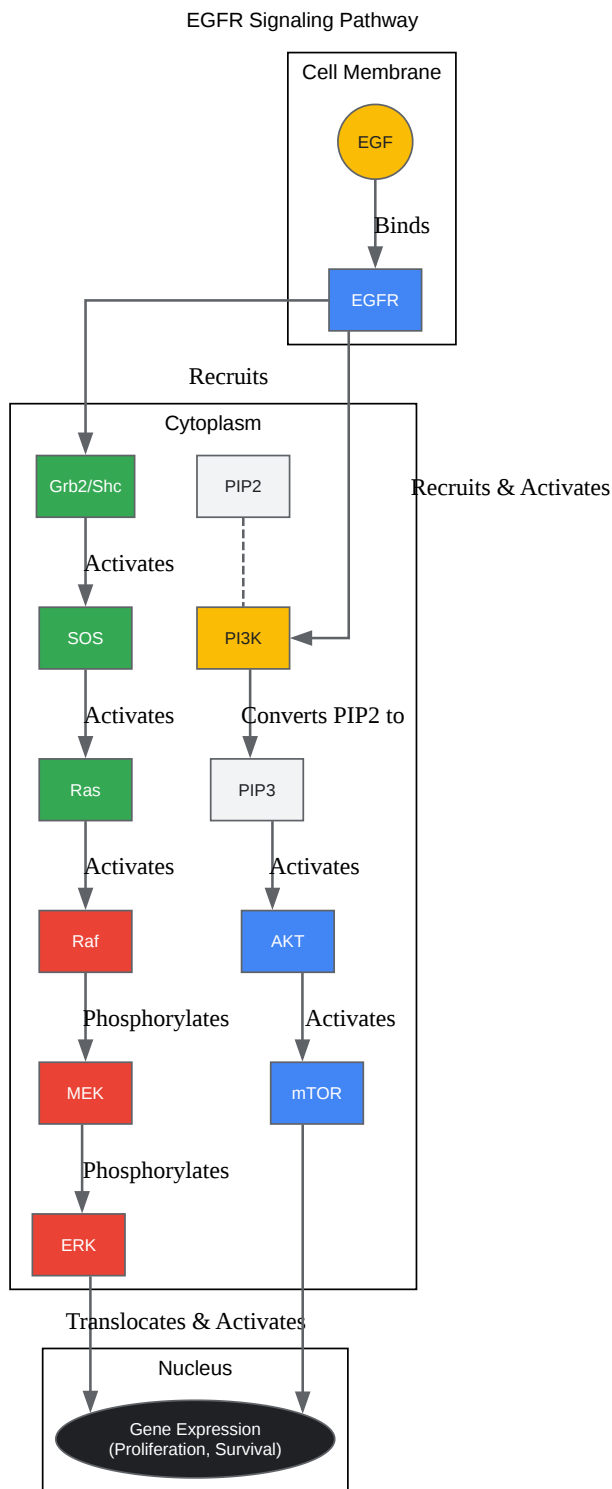 EGFR Signaling Pathway
Cell Membrane
EGF
Binds
EGFR
Recruits
Cytoplasm
Grb2/Shc
PIP2
Recruits & Activates
Activates
SOS
PI3K
Activates
Converts PIP2 to
Ras
PIP3
Activates
Activates
Raf
AKT
Phosphorylates
Activates
MEK
mTOR
Phosphorylates
ERK
Translocates & Activates
Nucleus
Gene Expression
(Proliferation, Survival)